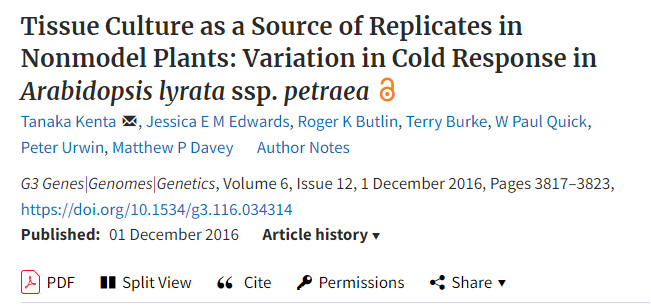 Tissue Culture as a Source of Replicates in
Nonmodel Plants: Variation in Cold Response in
Arabidopsis lyrata ssp. petraea
Tanaka Kenta, Jessica E M Edwards, Roger K Butlin, Terry Burke, W Paul Quick,
Peter Urwin, Matthew P Davey Author Notes
G3 Genes|Genomes|Genetics, Volume 6, Issue 12, 1 December 2016, Pages 3817–3823,
https://doi.org/10.1534/g3.116.034314
Published: 01 December 2016 Article history
PDF Split View Cite Permissions Share